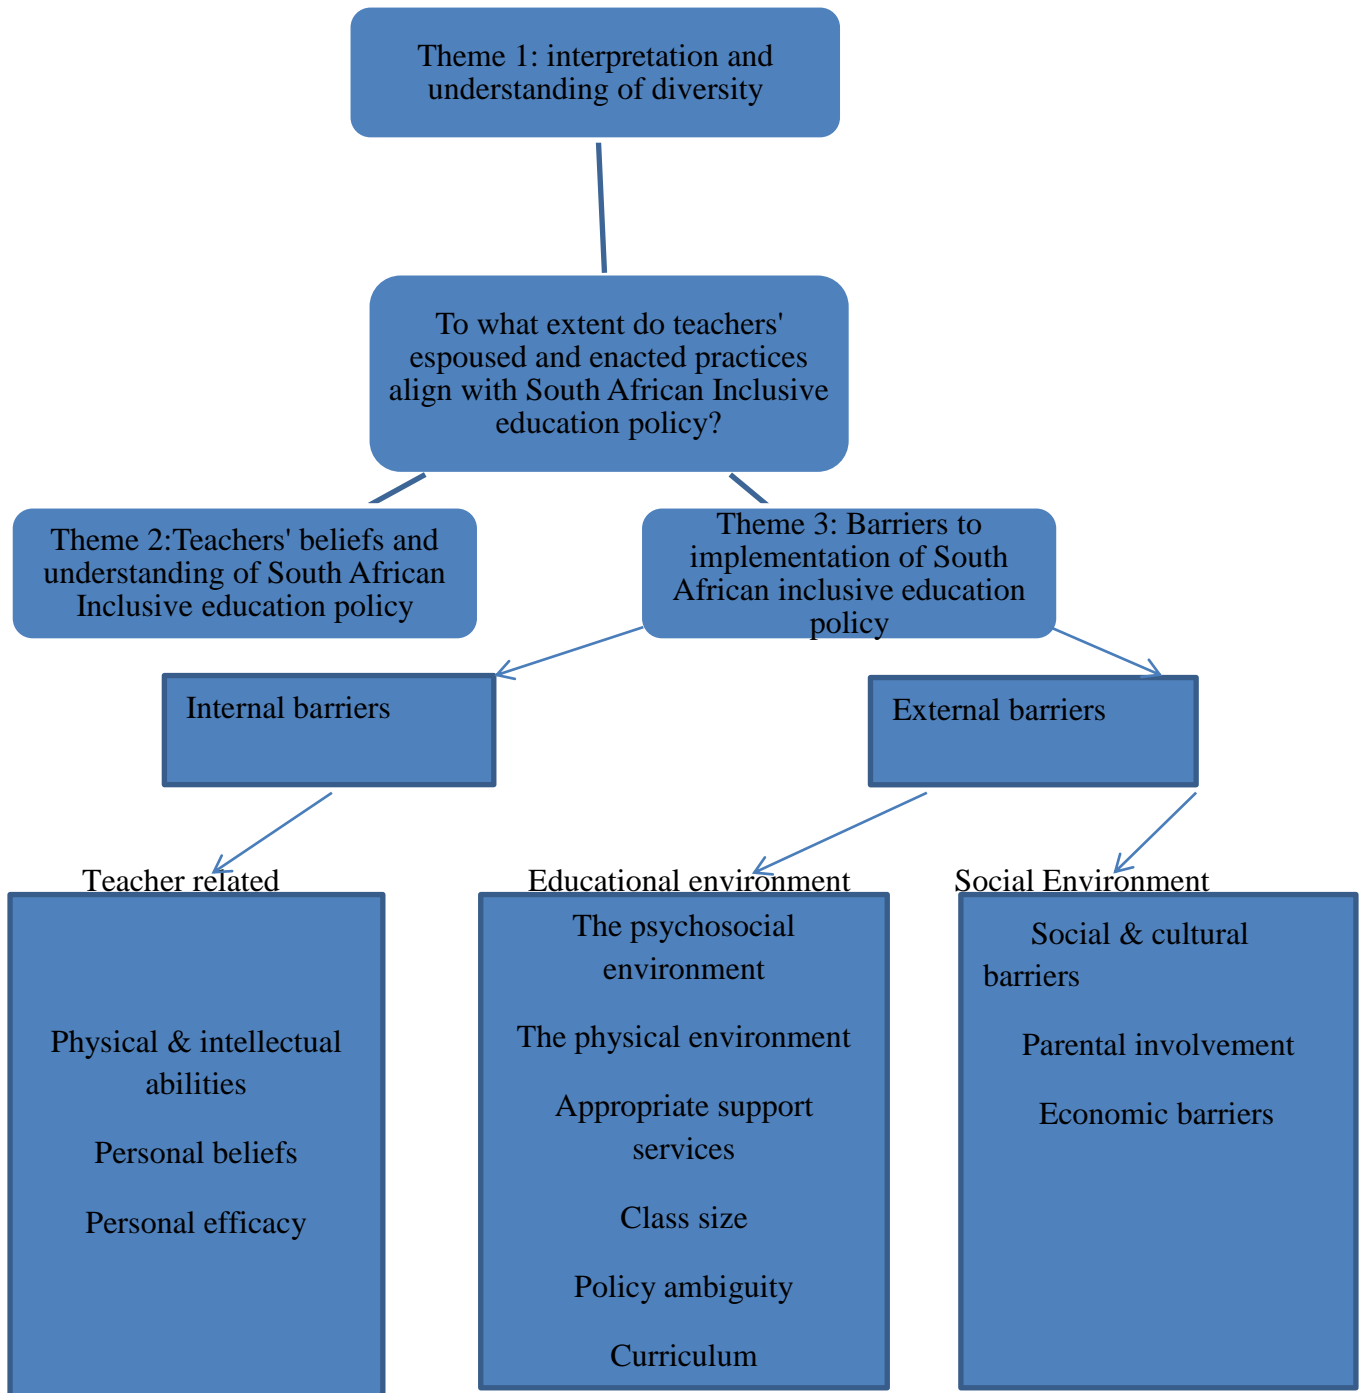 Theme 1: interpretation and
understanding of diversity
To what extent do teachers'
espoused and enacted practices
align with South African Inclusive
education policy?
Theme 2:Teachers' beliefs and
understanding of South African
Inclusive education policy
Theme 3: Barriers to
implementation of South
African inclusive education
policy
Internal barriers
External barriers
Teacher related
Physical & intellectual
abilities
Personal beliefs
Personal efficacy
Educational environment
The psychosocial
environment
The physical environment
Appropriate support
services
Class size
Policy ambiguity
Curriculum
Social Environment
Social & cultural
barriers
Parental involvement
Economic barriers